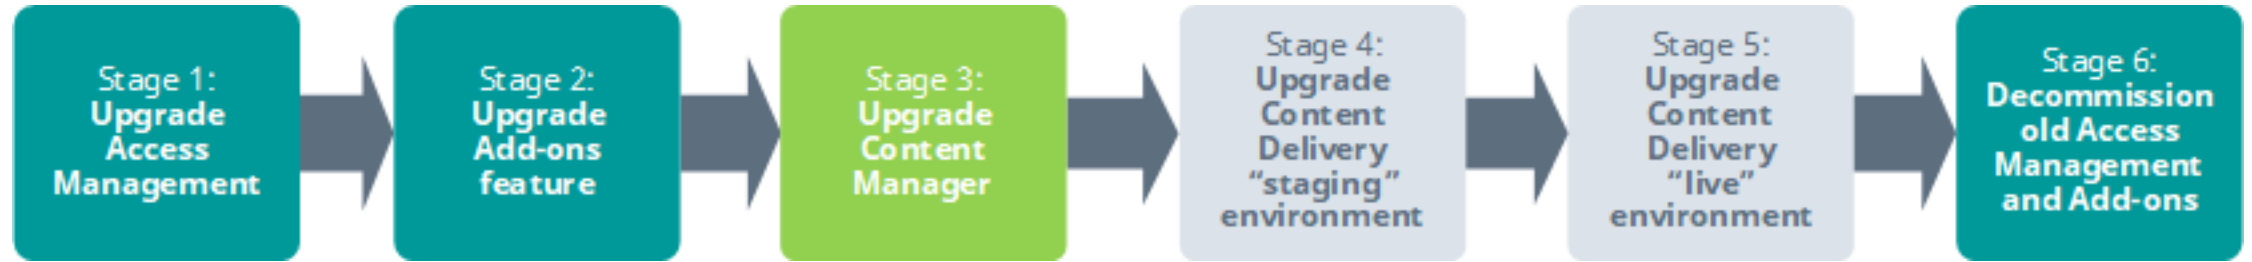 Stage 1:
Upgrade
Access
Management
Stage 2:
Upgrade
Add-ons
feature
Stage 3:
Upgrade
Content
Manager
Stage 4:
Upgrade
Content
Delivery
“staging”
environment
Stage 5:
Upgrade
Content
Delivery
“live”
environment
Stage 6:
Decommission
old Access
Management
and Add-ons